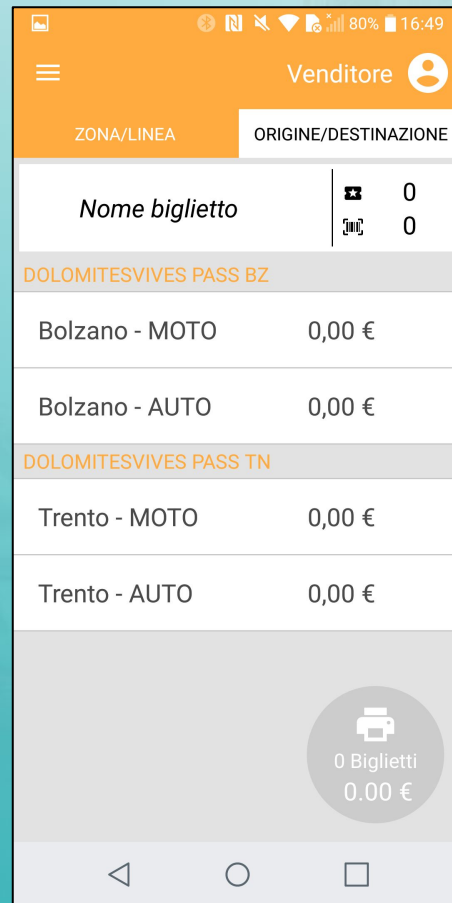 80% 16:49
Venditore
ZONA/LINEA ORIGINE/DESTINAZIONE
Nome biglietto 0
0
DOLOMITESVIVES PASS BZ
Bolzano - MOTO 0,00 €
Bolzano - AUTO 0,00 €
DOLOMITESVIVES PASS TN
Trento - MOTO 0,00 €
Trento - AUTO 0,00 €
0 Biglietti
0.00 €